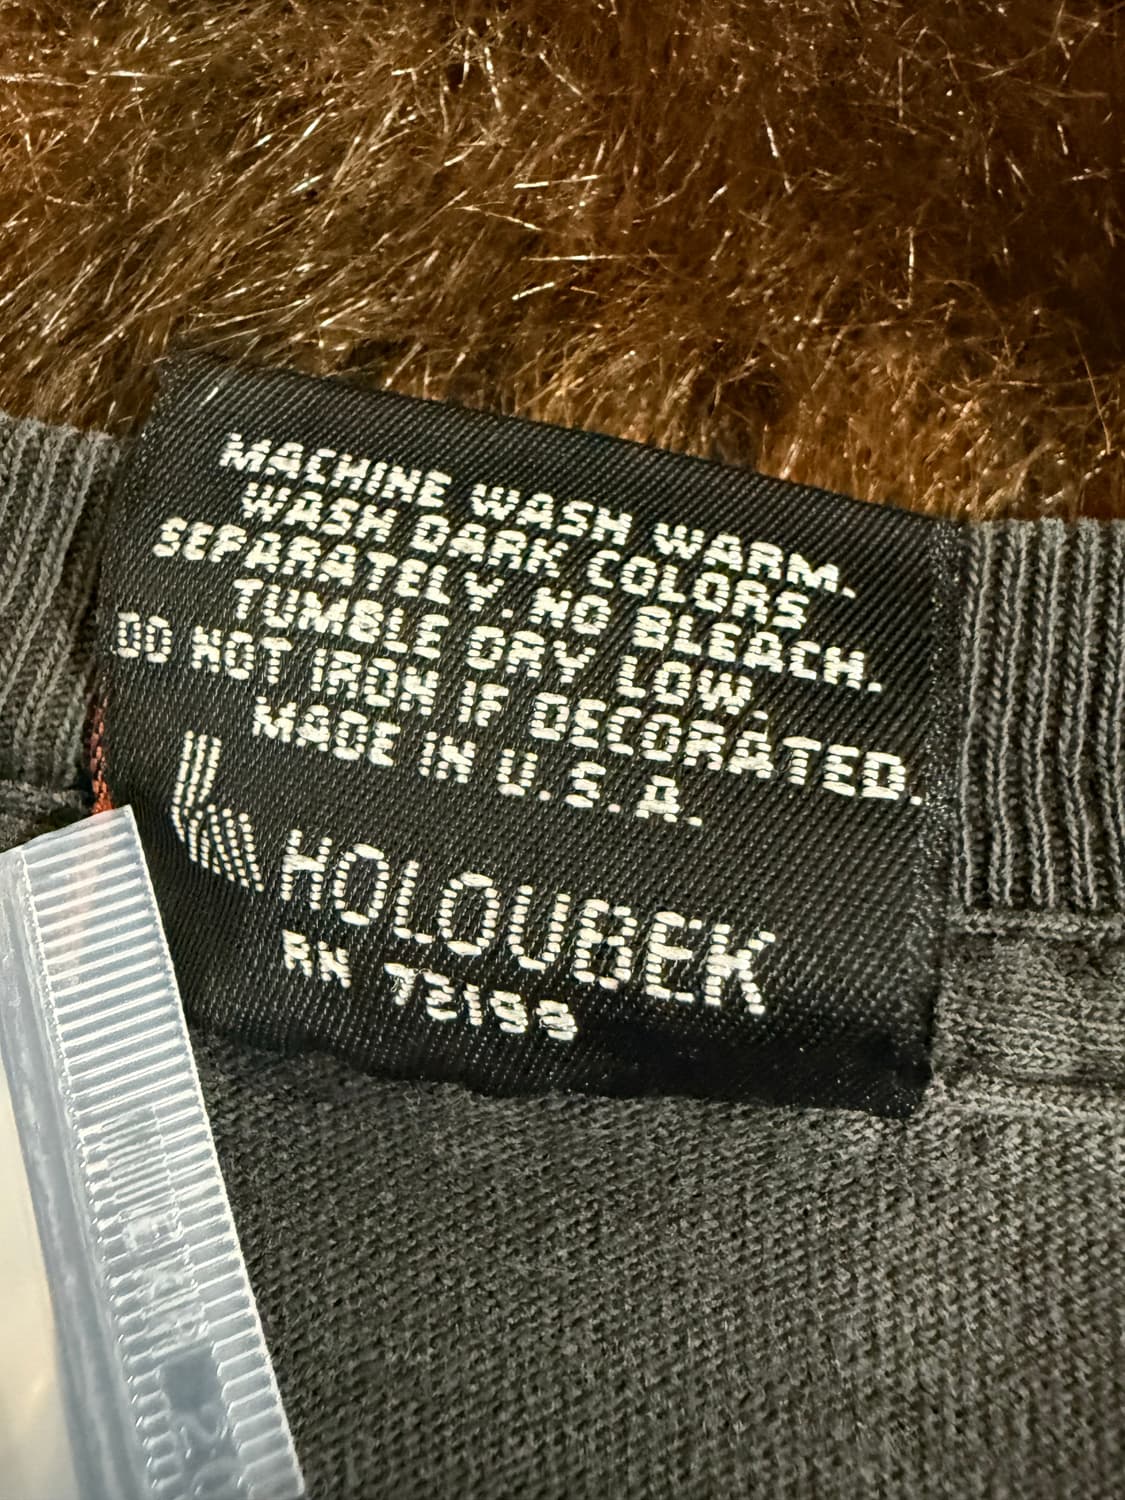 MACHINE WASH WARM.
WASH DARK COLORS
SEPARATELY. NO BLEACH.
TUMBLE DRY LOW.
DO NOT IRON IF DECORATED.
MADE IN U.S.A.
HOLOUBEK
RN